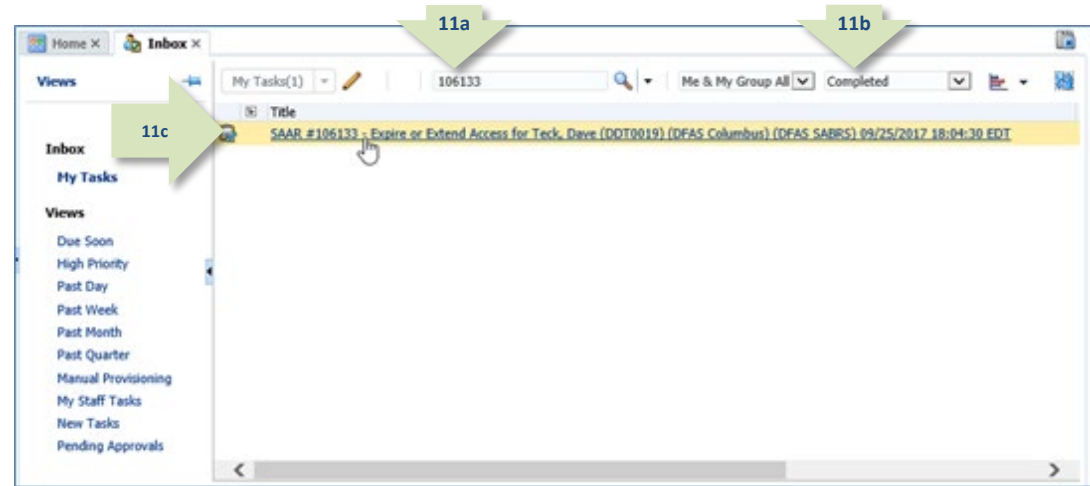 11a
11b
Home ×
Inbox ×
Views
My Tasks(1)
106133
Me & My Group All
Completed
Title
11c
SAAR #106133 - Expire or Extend Access for Teck, Dave (DDT0019) (DFAS Columbus) (DFAS SABRS) 09/25/2017 18:04:30 EDT
Inbox
My Tasks
Views
Due Soon
High Priority
Past Day
Past Week
Past Month
Past Quarter
Manual Provisioning
My Staff Tasks
New Tasks
Pending Approvals